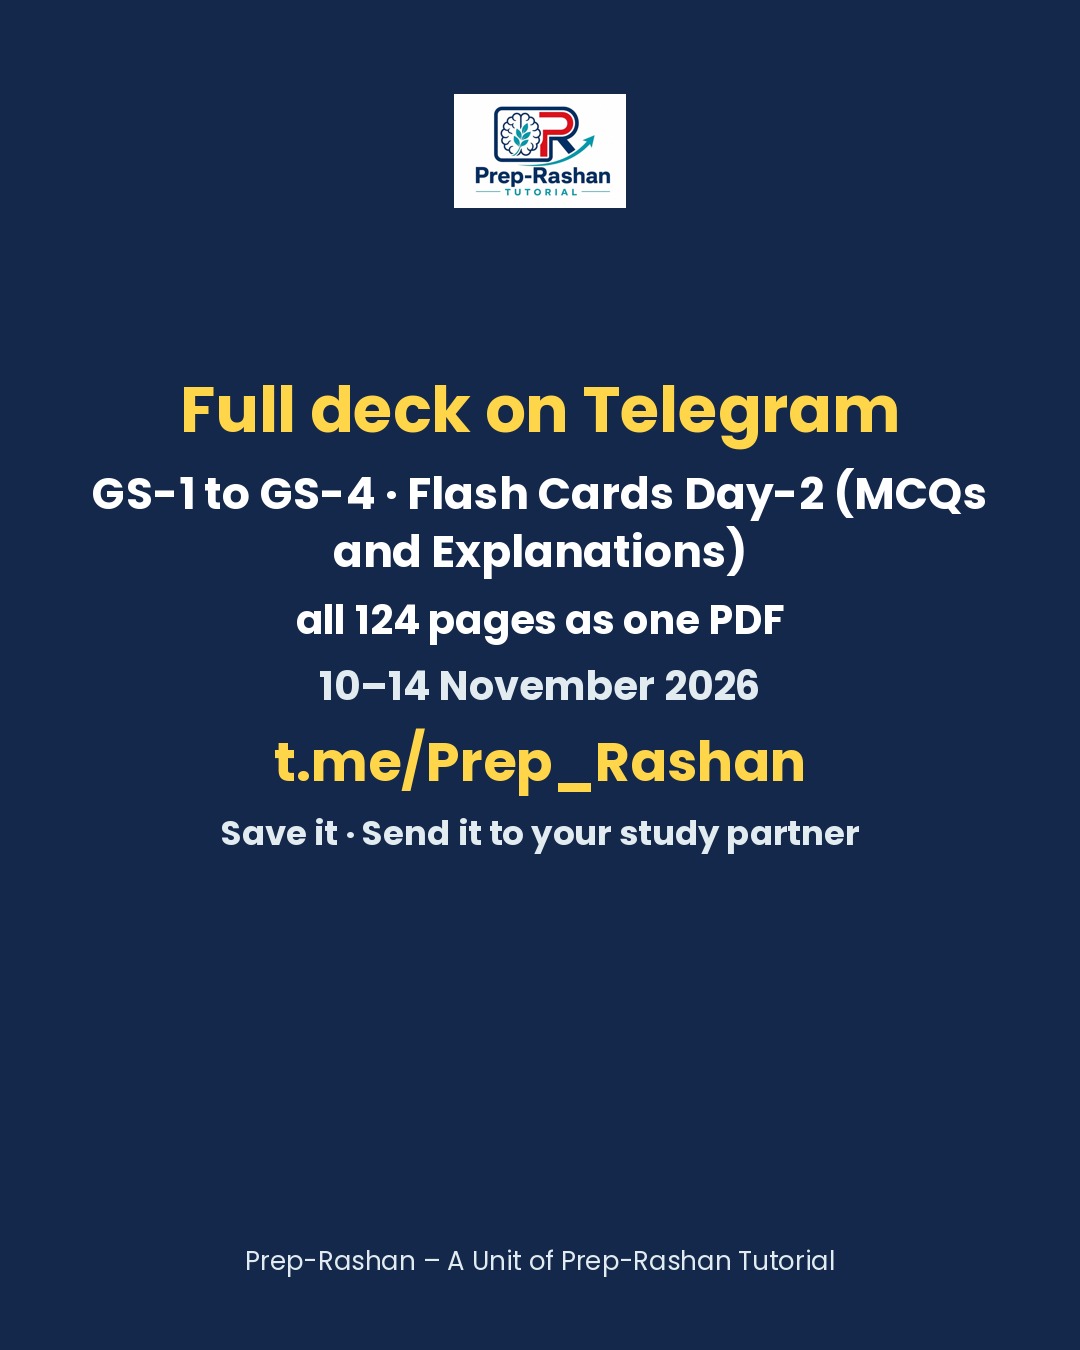 Prep-Rashan
TUTORIAL
Full deck on Telegram
GS-1 to GS-4 · Flash Cards Day-2 (MCQs
and Explanations)
all 124 pages as one PDF
10–14 November 2026
t.me/Prep_Rashan
Save it · Send it to your study partner
Prep-Rashan – A Unit of Prep-Rashan Tutorial